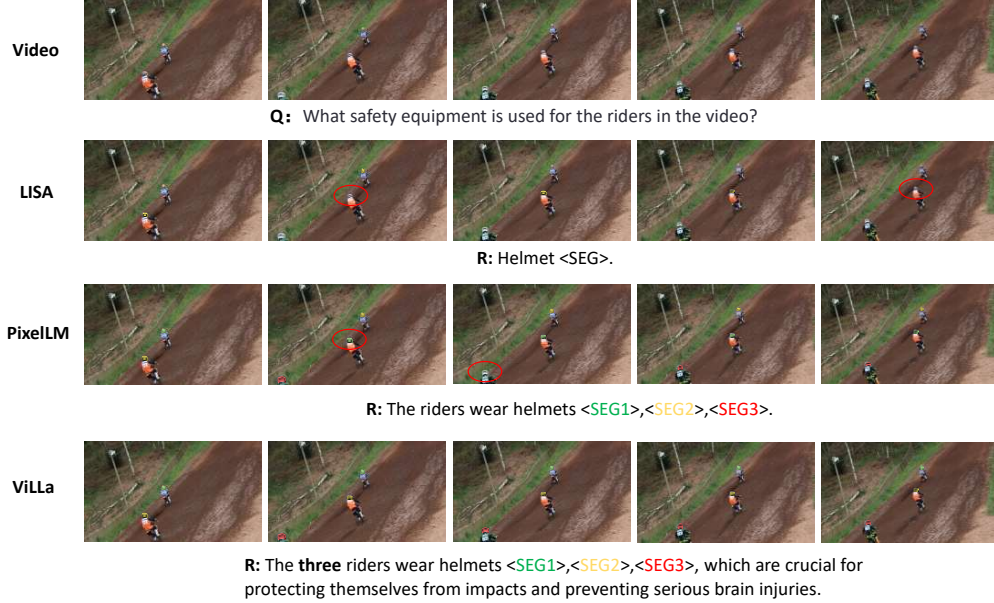 Video
Q： What safety equipment is used for the riders in the video?
LISA
R: Helmet <SEG>.
PixelLM
R: The riders wear helmets <SEG1>,<SEG2>,<SEG3>.
ViLLa
R: The three riders wear helmets <SEG1>,<SEG2>,<SEG3>, which are crucial for
protecting themselves from impacts and preventing serious brain injuries.